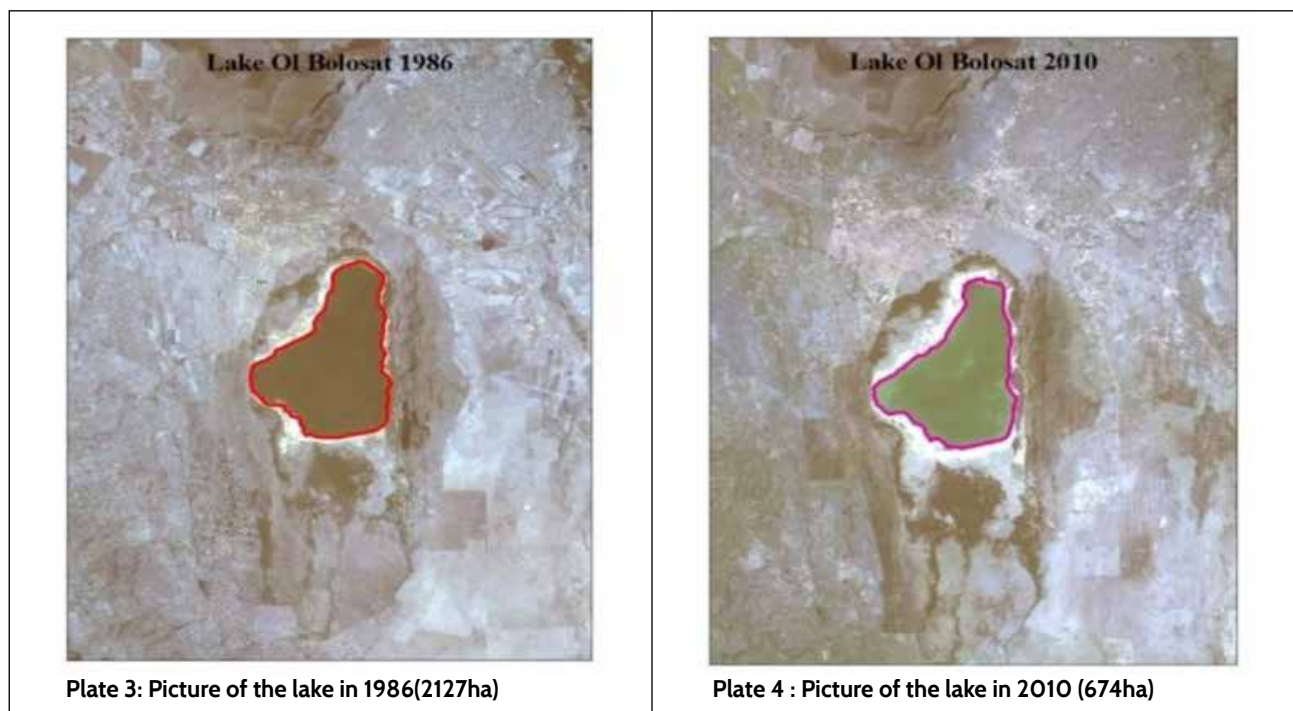 Lake Ol Bolosat 1986
Lake Ol Bolosat 2010
Plate 3: Picture of the lake in 1986(2127ha)
Plate 4 : Picture of the lake in 2010 (674ha)